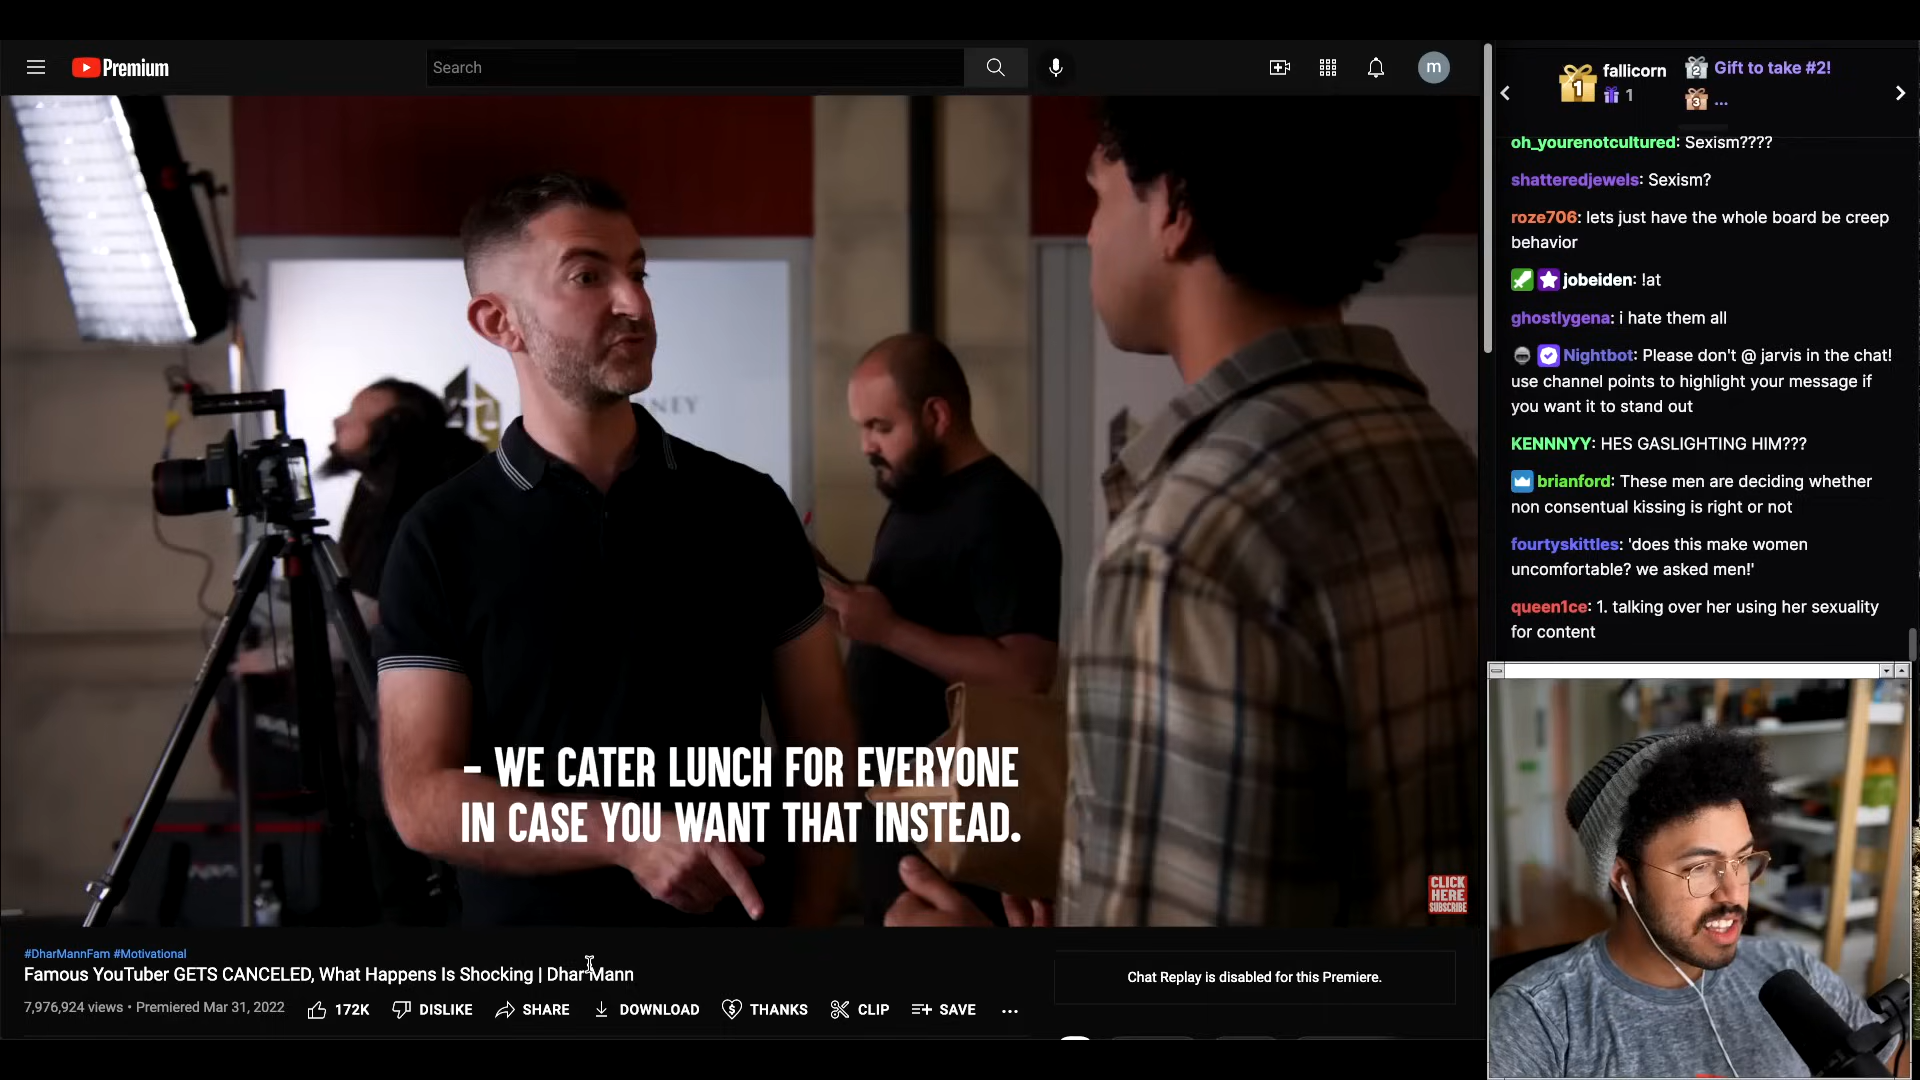 Premium
Search
m
1
fallicorn
1
2
Gift to take #2!
3
...
oh_yourenotcultured: Sexism????
shatteredjewels: Sexism?
roze706: lets just have the whole board be creep
behavior
jobeiden: !at
ghostlygena: i hate them all
Nightbot: Please don't @ jarvis in the chat!
use channel points to highlight your message if
you want it to stand out
KENNNYY: HES GASLIGHTING HIM???
brianford: These men are deciding whether
non consentual kissing is right or not
fourtyskittles: 'does this make women
uncomfortable? we asked men!'
queen1ce: 1. talking over her using her sexuality
for content
- WE CATER LUNCH FOR EVERYONE
IN CASE YOU WANT THAT INSTEAD.
CLICK
HERE
SUBSCRIBE
#DharMannFam #Motivational
Famous YouTuber GETS CANCELED, What Happens Is Shocking | Dhar Mann
7,976,924 views • Premiered Mar 31, 2022
172K
DISLIKE
SHARE
DOWNLOAD
THANKS
CLIP
SAVE
...
Chat Replay is disabled for this Premiere.